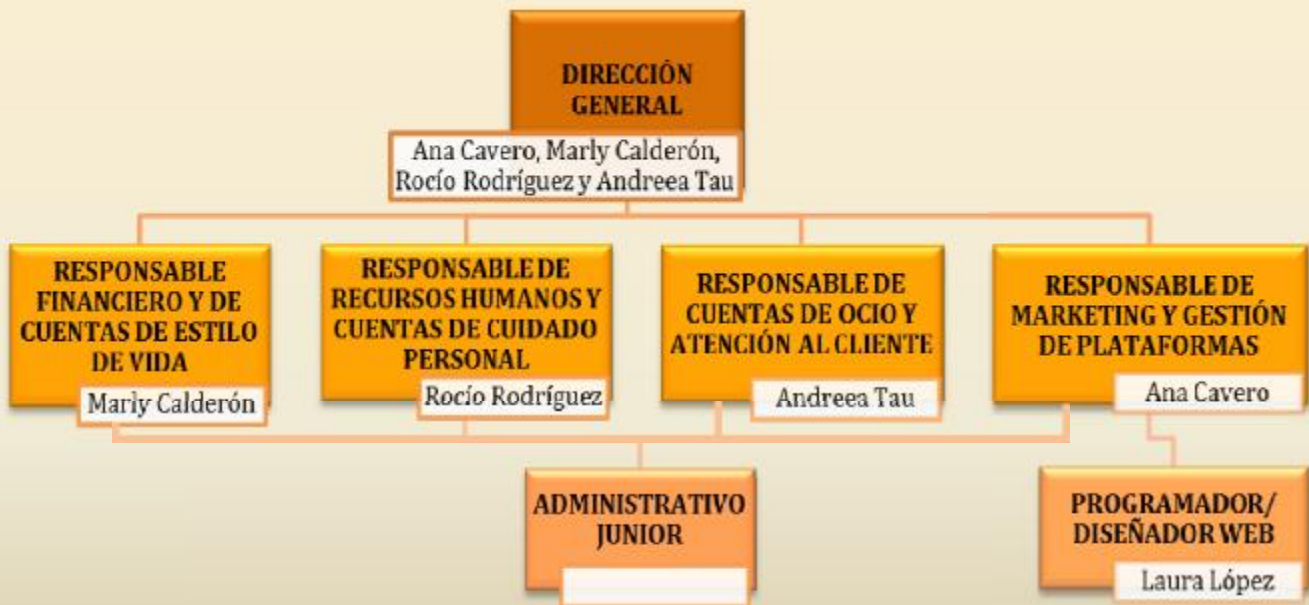 DIRECCIÓN
GENERAL
Ana Cavero, Marly Calderón,
Rocío Rodríguez y Andreea Tau
RESPONSABLE
FINANCIERO Y DE
CUENTAS DE ESTILO
DE VIDA
Marly Calderón
RESPONSABLE DE
RECURSOS HUMANOS Y
CUENTAS DE CUIDADO
PERSONAL
Rocío Rodríguez
RESPONSABLE DE
CUENTAS DE OCIO Y
ATENCIÓN AL CLIENTE
Andreea Tau
RESPONSABLE DE
MARKETING Y GESTIÓN
DE PLATAFORMAS
Ana Cavero
ADMINISTRATIVO
JUNIOR
PROGRAMADOR/
DISEÑADOR WEB
Laura López